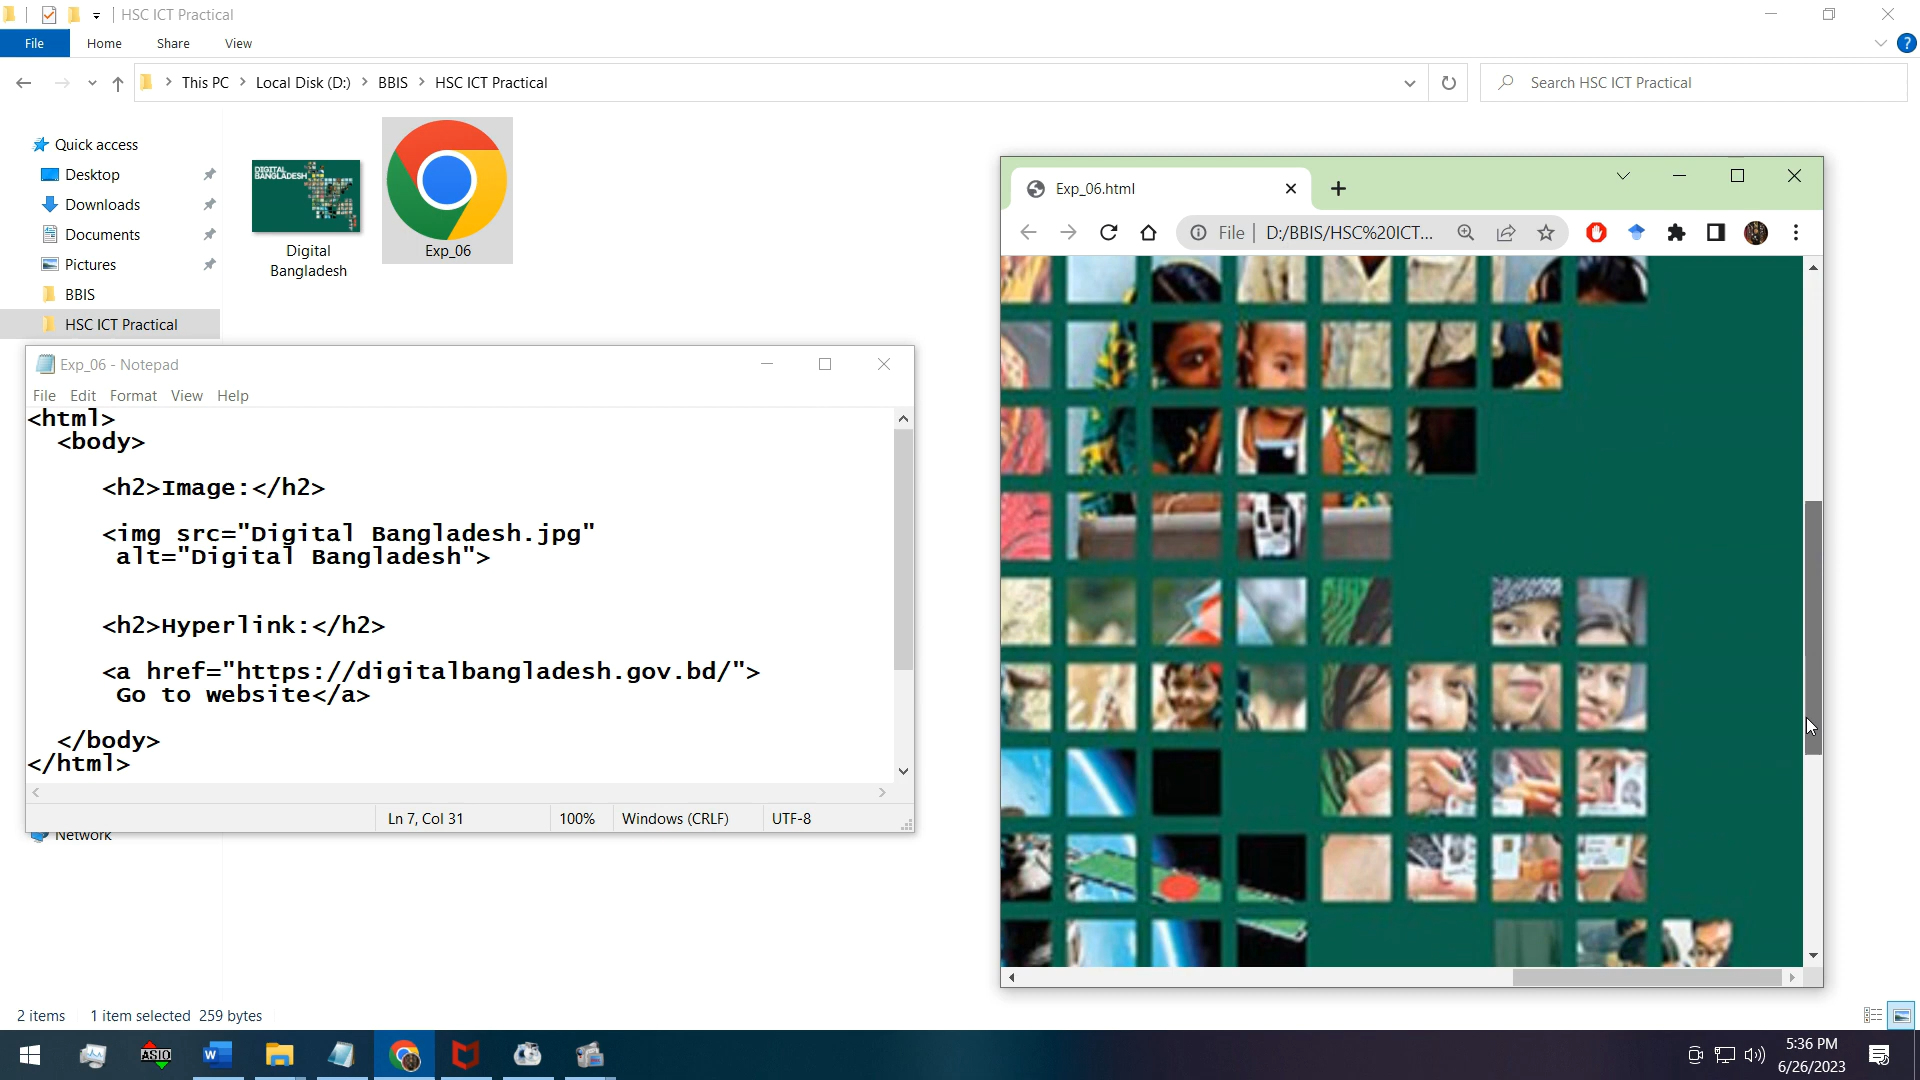 HSC ICT Practical
File Home Share View
This PC > Local Disk (D:) > BBIS > HSC ICT Practical
Search HSC ICT Practical
Quick access
Desktop
Downloads
Documents
Pictures
BBIS
HSC ICT Practical
Network
DIGITAL
BANGLADESH
Digital
Bangladesh
Exp_06
Exp_06 - Notepad
File Edit Format View Help
<html>
<body>
<h2>Image:</h2>
<img src="Digital Bangladesh.jpg"
alt="Digital Bangladesh">
<h2>Hyperlink:</h2>
<a href="https://digitalbangladesh.gov.bd/">
Go to website</a>
</body>
</html>
Ln 7, Col 31 100% Windows (CRLF) UTF-8
Exp_06.html
File | D:/BBIS/HSC%20ICT...
2 items 1 item selected 259 bytes
ASIO
W
5:36 PM
6/26/2023